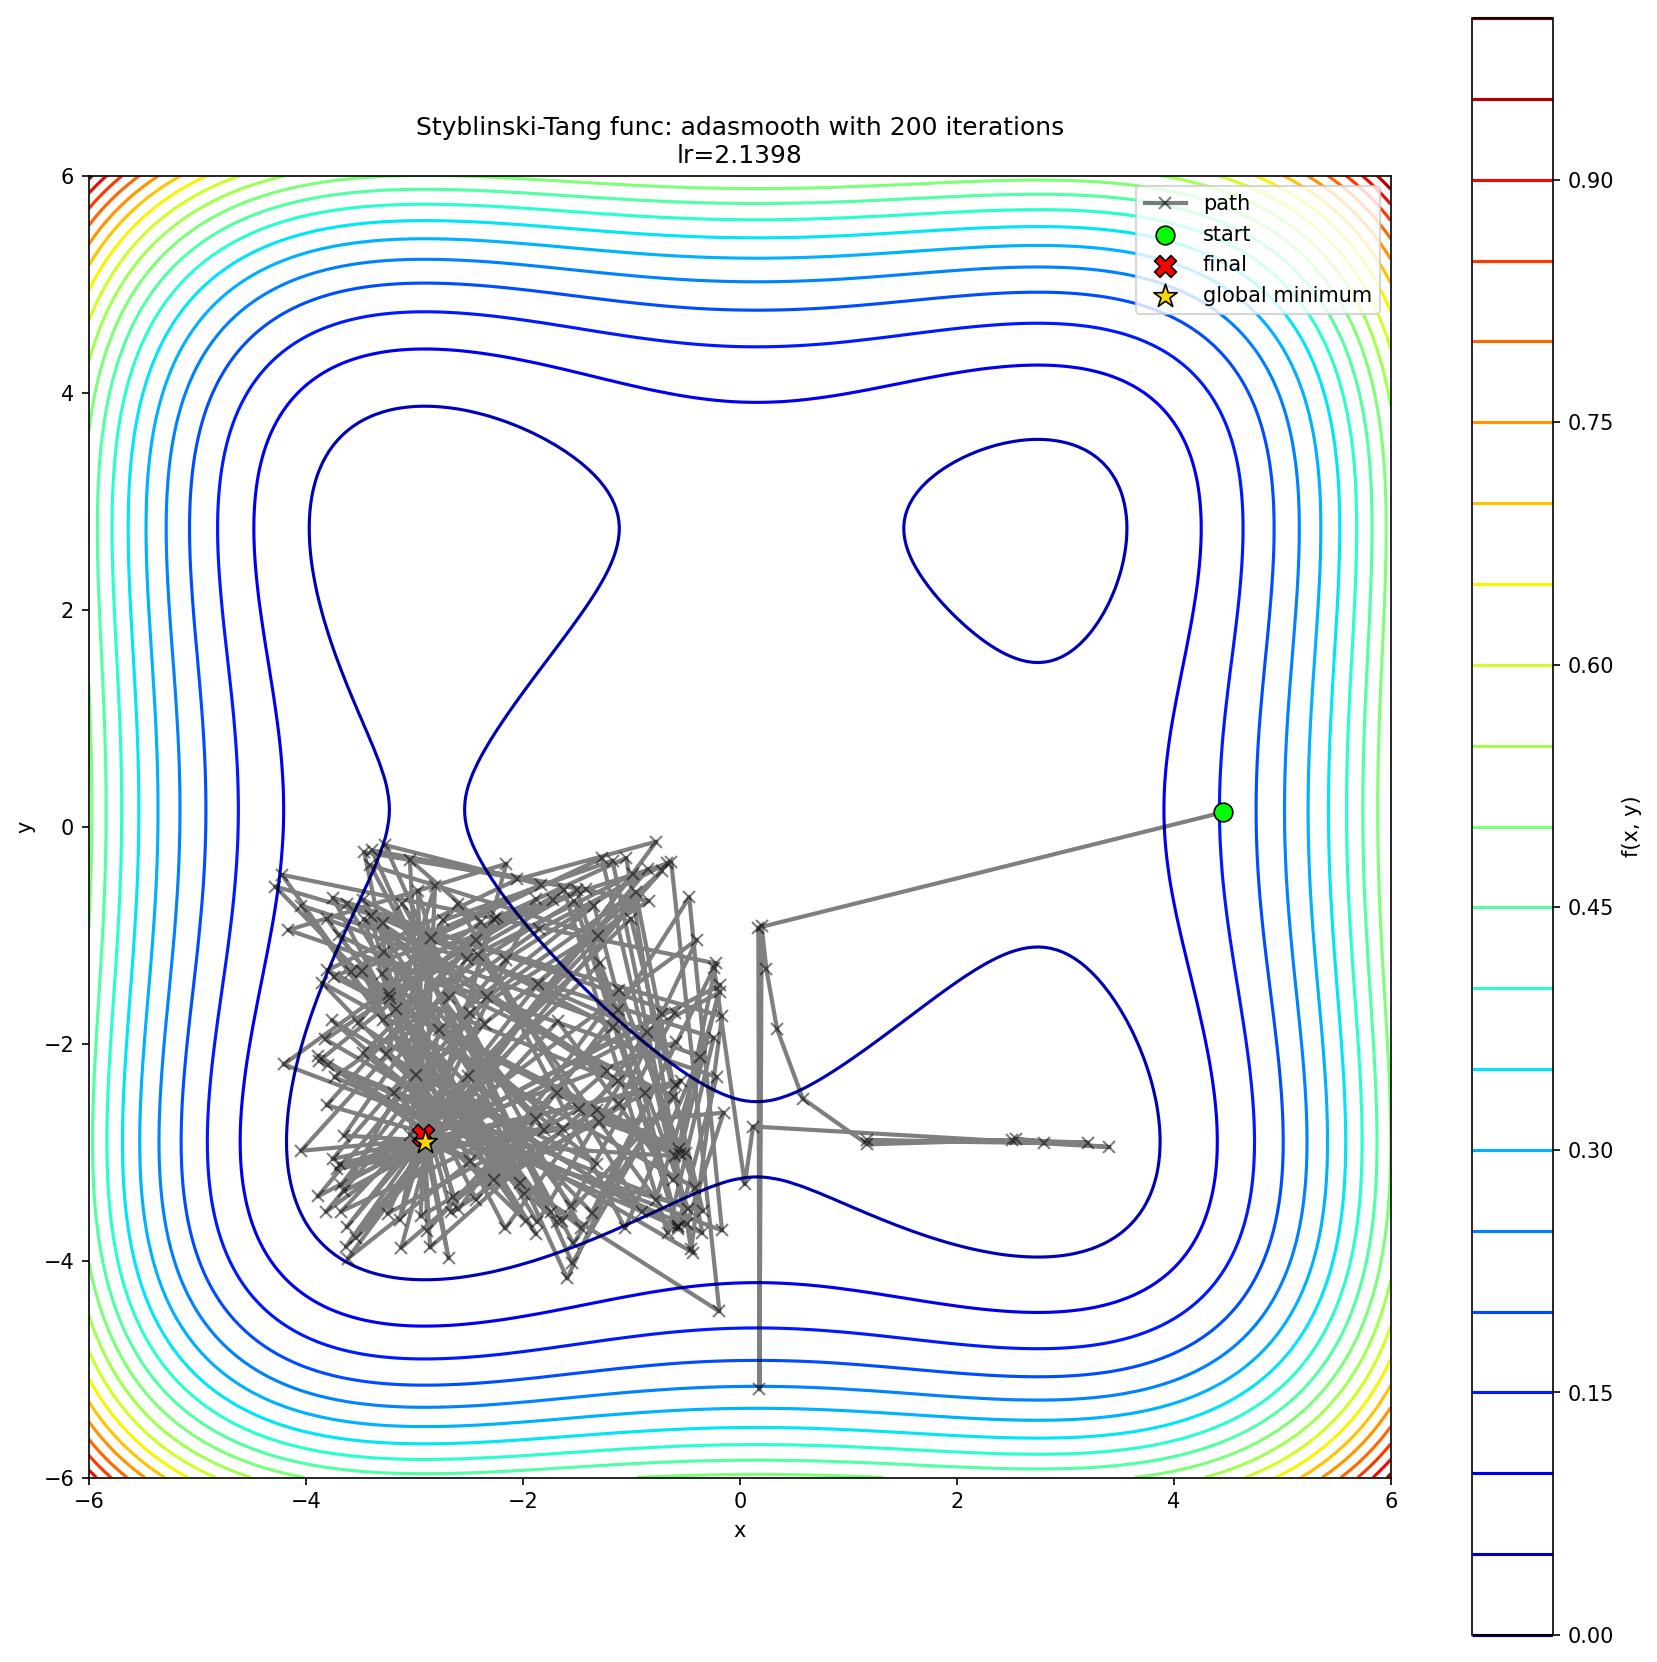 Styblinski-Tang func: adasmooth with 200 iterations
lr=2.1398
path
start
final
global minimum
6
4
2
0
−2
−4
−6
y
−6
−4
−2
0
2
4
6
x
0.90
0.75
0.60
0.45
0.30
0.15
0.00
f(x, y)